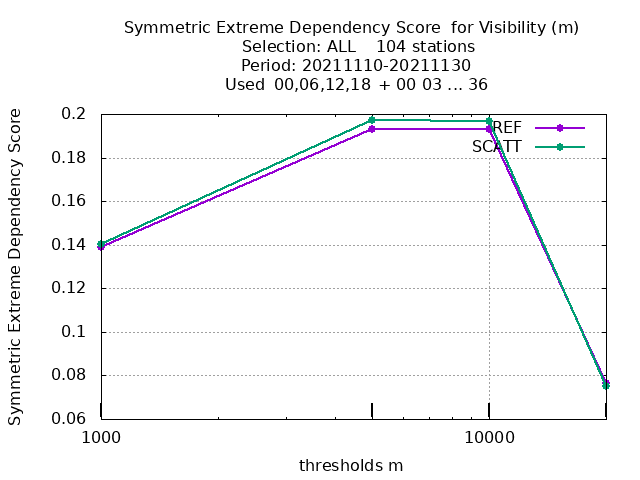 Symmetric Extreme Dependency Score for Visibility (m)
Selection: ALL 104 stations
Period: 20211110-20211130
Used 00,06,12,18 + 00 03 ... 36
Symmetric Extreme Dependency Score
0.2
0.18
0.16
0.14
0.12
0.1
0.08
0.06
REF
SCATT
1000
10000
thresholds m